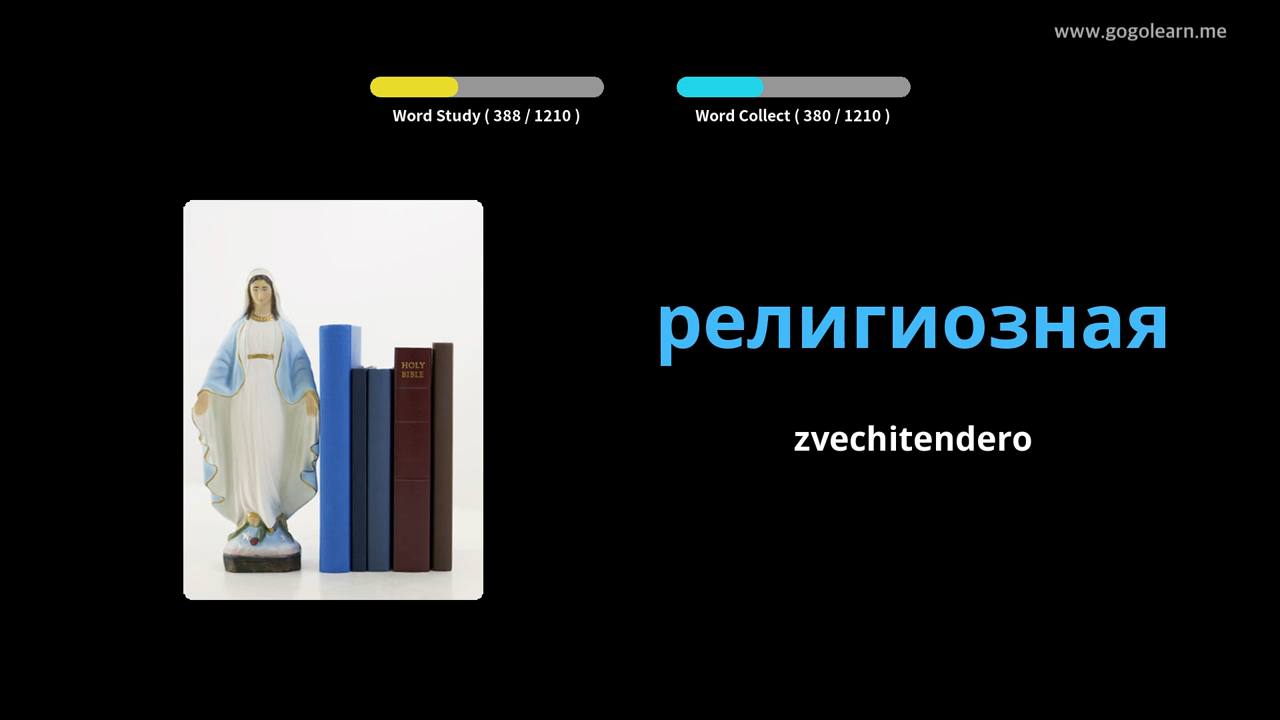 www.gogolearn.me
Word Study ( 388 / 1210 )
Word Collect ( 380 / 1210 )
HOLY
BIBLE
религиозная
zvechitendero